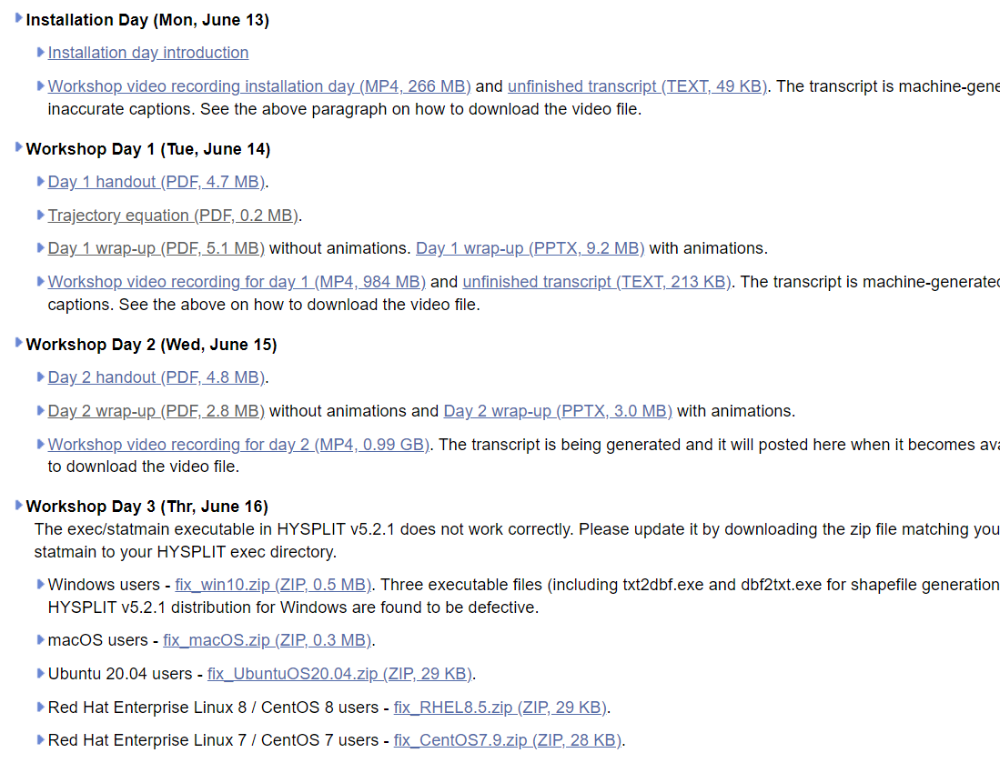 Installation Day (Mon, June 13)
Installation day introduction
Workshop video recording installation day (MP4, 266 MB) and unfinished transcript (TEXT, 49 KB). The transcript is machine-gene
inaccurate captions. See the above paragraph on how to download the video file.
Workshop Day 1 (Tue, June 14)
Day 1 handout (PDF, 4.7 MB).
Trajectory equation (PDF, 0.2 MB).
Day 1 wrap-up (PDF, 5.1 MB) without animations. Day 1 wrap-up (PPTX, 9.2 MB) with animations.
Workshop video recording for day 1 (MP4, 984 MB) and unfinished transcript (TEXT, 213 KB). The transcript is machine-generated
captions. See the above on how to download the video file.
Workshop Day 2 (Wed, June 15)
Day 2 handout (PDF, 4.8 MB).
Day 2 wrap-up (PDF, 2.8 MB) without animations and Day 2 wrap-up (PPTX, 3.0 MB) with animations.
Workshop video recording for day 2 (MP4, 0.99 GB). The transcript is being generated and it will posted here when it becomes ava
to download the video file.
Workshop Day 3 (Thr, June 16)
The exec/statmain executable in HYSPLIT v5.2.1 does not work correctly. Please update it by downloading the zip file matching you
statmain to your HYSPLIT exec directory.
Windows users - fix_win10.zip (ZIP, 0.5 MB). Three executable files (including txt2dbf.exe and dbf2txt.exe for shapefile generation
HYSPLIT v5.2.1 distribution for Windows are found to be defective.
macOS users - fix_macOS.zip (ZIP, 0.3 MB).
Ubuntu 20.04 users - fix_UbuntuOS20.04.zip (ZIP, 29 KB).
Red Hat Enterprise Linux 8 / CentOS 8 users - fix_RHEL8.5.zip (ZIP, 29 KB).
Red Hat Enterprise Linux 7 / CentOS 7 users - fix_CentOS7.9.zip (ZIP, 28 KB).